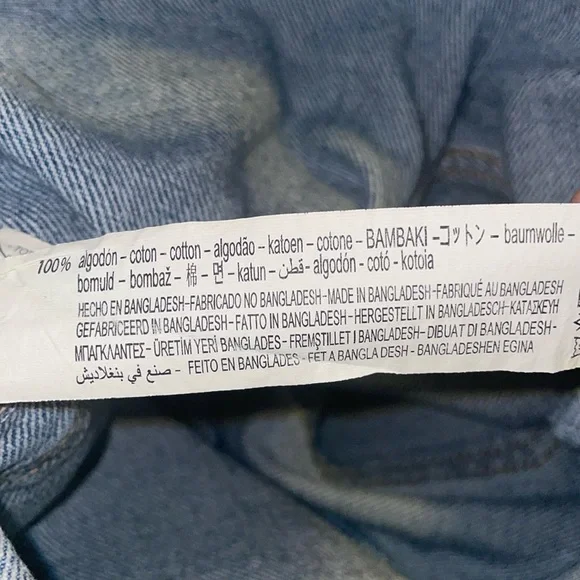 100% algodón - coton - cotton - algodão - katoen - cotone - BAMBAKI - コットン - baumwolle -
bomuld - bombaž - 棉 - 면 - katun - قطن - algodón - cotó - kotoia
HECHO EN BANGLADESH - FABRICADO NO BANGLADESH - MADE IN BANGLADESH - FABRIQUÉ AU BANGLADESH
GEFABRICEERD IN BANGLADESH - FATTO IN BANGLADESH - HERGESTELLT IN BANGLADESCH - ΚΑΤΑΣΚΕΥΗ
ΜΠΑΓΚΛΑΝΤΕΣ - ÜRETİM YERİ BANGLADES - FREMSTILLET I BANGLADESH - DIBUAT DI BANGLADESH -
صنع في بنغلاديش - FEITO EN BANGLADES - FET A BANGLA DESH - BANGLADESHEN EGINA